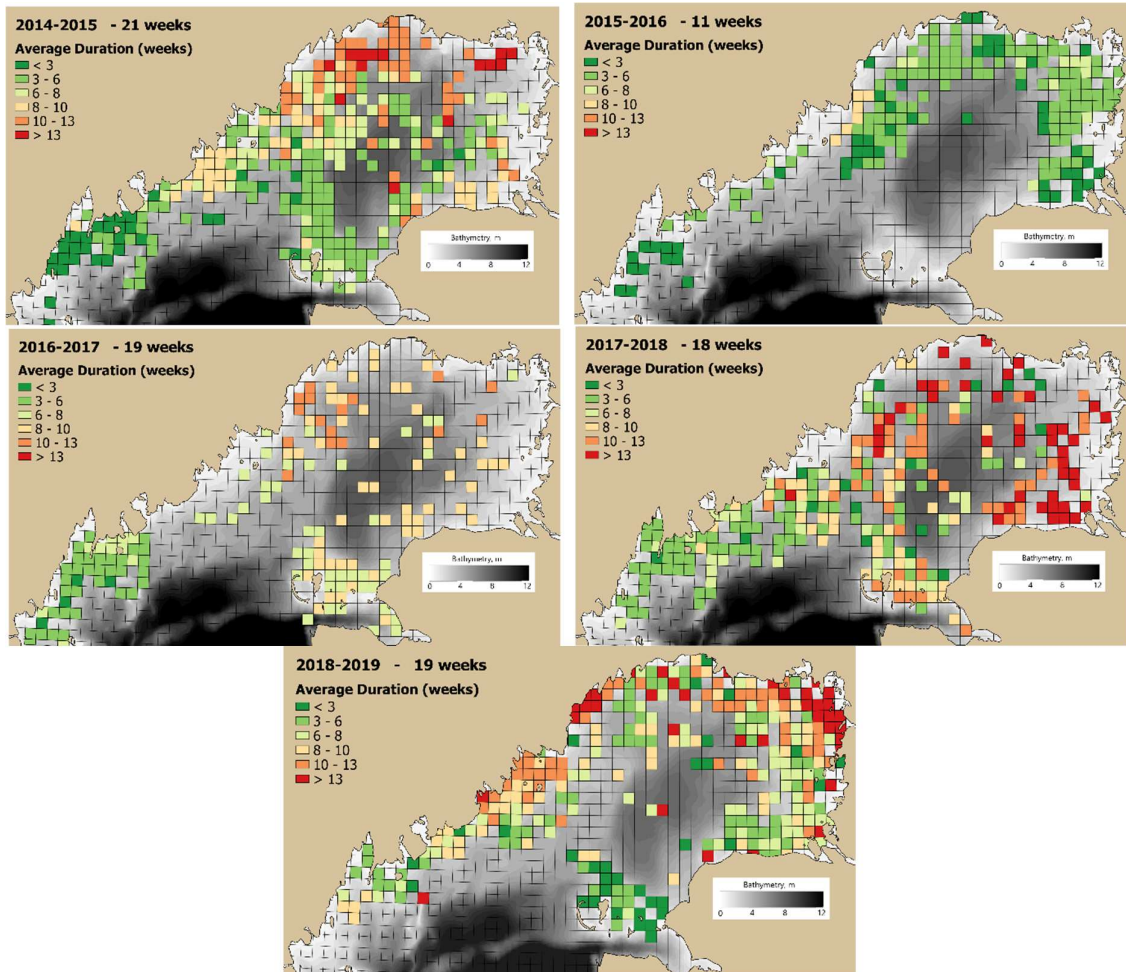 2014-2015 - 21 weeks
Average Duration (weeks)
< 3
3 - 6
6 - 8
8 - 10
10 - 13
> 13
Bathymetry, m
0 4 8 12
2015-2016 - 11 weeks
Average Duration (weeks)
< 3
3 - 6
6 - 8
8 - 10
10 - 13
> 13
Bathymetry, m
0 4 8 12
2016-2017 - 19 weeks
Average Duration (weeks)
< 3
3 - 6
6 - 8
8 - 10
10 - 13
> 13
Bathymetry, m
0 4 8 12
2017-2018 - 18 weeks
Average Duration (weeks)
< 3
3 - 6
6 - 8
8 - 10
10 - 13
> 13
Bathymetry, m
0 4 8 12
2018-2019 - 19 weeks
Average Duration (weeks)
< 3
3 - 6
6 - 8
8 - 10
10 - 13
> 13
Bathymetry, m
0 4 8 12